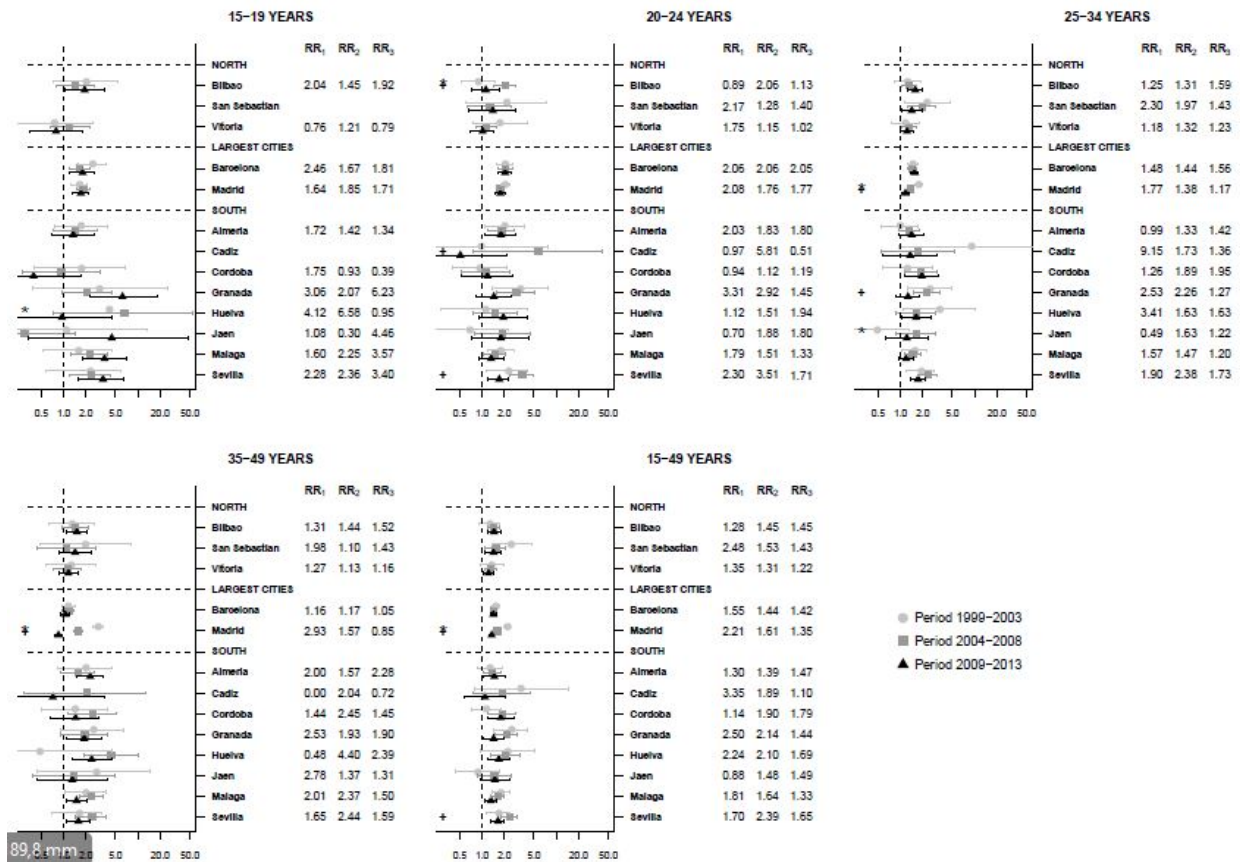 15−19 YEARS
RR1 RR2 RR3
NORTH
Bilbao 2.04 1.45 1.92
San Sebastian
Vitoria 0.76 1.21 0.79
LARGEST CITIES
Barcelona 2.46 1.67 1.81
Madrid 1.64 1.85 1.71
SOUTH
Almeria 1.72 1.42 1.34
Cadiz
Cordoba 1.75 0.93 0.39
Granada 3.06 2.07 6.23
* Huelva 4.12 6.58 0.95
Jaen 1.08 0.30 4.46
Malaga 1.60 2.25 3.57
Sevilla 2.28 2.36 3.40
0.5 1.0 2.0 5.0 20.0 50.0
20−24 YEARS
RR1 RR2 RR3
NORTH
* + Bilbao 0.89 2.06 1.13
San Sebastian 2.17 1.28 1.40
Vitoria 1.75 1.15 1.02
LARGEST CITIES
Barcelona 2.06 2.06 2.05
Madrid 2.08 1.76 1.77
SOUTH
Almeria 2.03 1.83 1.80
+ Cadiz 0.97 5.81 0.51
Cordoba 0.94 1.12 1.19
Granada 3.31 2.92 1.45
Huelva 1.12 1.51 1.94
Jaen 0.70 1.88 1.80
Malaga 1.79 1.51 1.33
+ Sevilla 2.30 3.51 1.71
0.5 1.0 2.0 5.0 20.0 50.0
25−34 YEARS
RR1 RR2 RR3
NORTH
Bilbao 1.25 1.31 1.59
San Sebastian 2.30 1.97 1.43
Vitoria 1.18 1.32 1.23
LARGEST CITIES
Barcelona 1.48 1.44 1.56
* + Madrid 1.77 1.38 1.17
SOUTH
Almeria 0.99 1.33 1.42
Cadiz 9.15 1.73 1.36
Cordoba 1.26 1.89 1.95
+ Granada 2.53 2.26 1.27
Huelva 3.41 1.63 1.63
* Jaen 0.49 1.63 1.22
Malaga 1.57 1.47 1.20
Sevilla 1.90 2.38 1.73
0.5 1.0 2.0 5.0 20.0 50.0
35−49 YEARS
RR1 RR2 RR3
NORTH
Bilbao 1.31 1.44 1.52
San Sebastian 1.98 1.10 1.43
Vitoria 1.27 1.13 1.16
LARGEST CITIES
Barcelona 1.16 1.17 1.05
* + Madrid 2.93 1.57 0.85
SOUTH
Almeria 2.00 1.57 2.28
Cadiz 0.00 2.04 0.72
Cordoba 1.44 2.45 1.45
Granada 2.53 1.93 1.90
Huelva 0.48 4.40 2.39
Jaen 2.78 1.37 1.31
Malaga 2.01 2.37 1.50
Sevilla 1.65 2.44 1.59
0.5 1.0 2.0 5.0 20.0 50.0
89,8 mm
15−49 YEARS
RR1 RR2 RR3
NORTH
Bilbao 1.28 1.45 1.45
San Sebastian 2.48 1.53 1.43
Vitoria 1.35 1.31 1.22
LARGEST CITIES
Barcelona 1.55 1.44 1.42
* + Madrid 2.21 1.61 1.35
SOUTH
Almeria 1.30 1.39 1.47
Cadiz 3.35 1.89 1.10
Cordoba 1.14 1.90 1.79
Granada 2.50 2.14 1.44
Huelva 2.24 2.10 1.69
Jaen 0.88 1.48 1.49
Malaga 1.81 1.64 1.33
+ Sevilla 1.70 2.39 1.65
0.5 1.0 2.0 5.0 20.0 50.0
Period 1999−2003
Period 2004−2008
Period 2009−2013